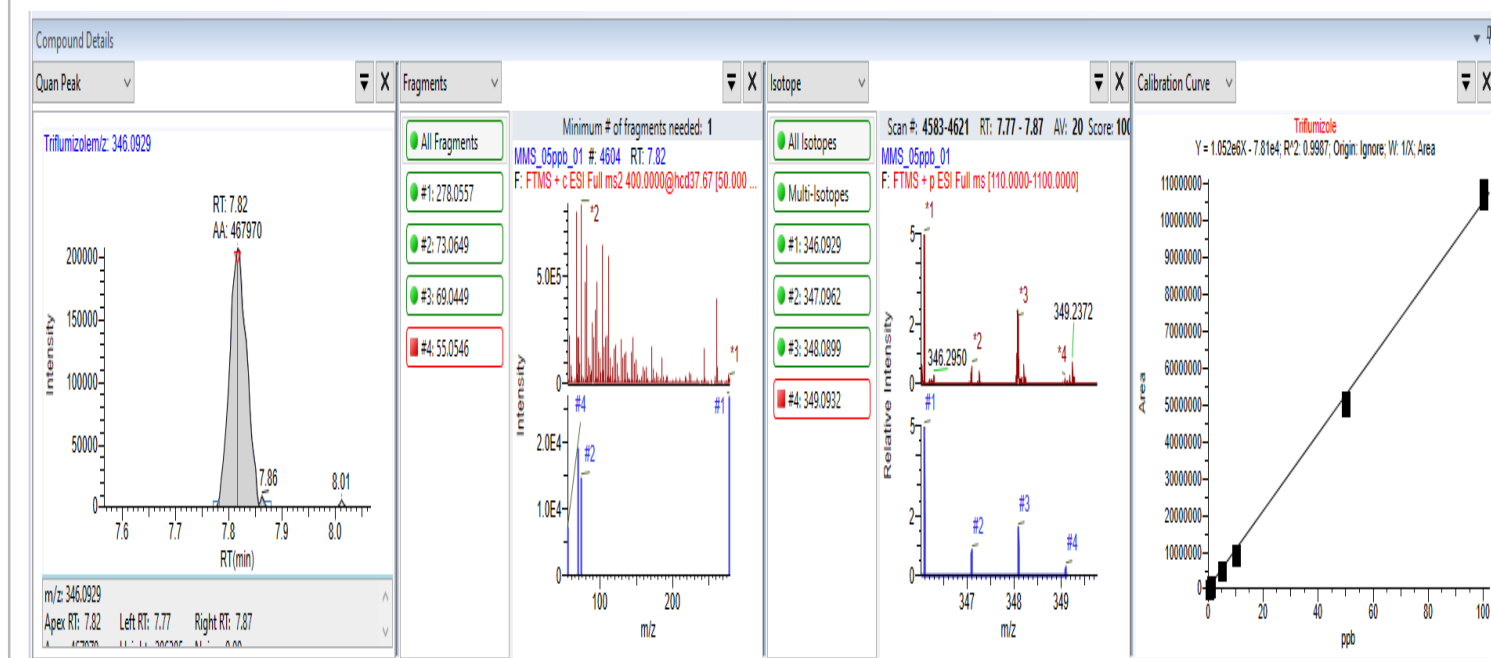 Compound Details
Quan Peak
Triflumizolem/z: 346.0929
RT: 7.82
AA: 467970
200000
150000
100000
50000
0
Intensity
7.86
8.01
7.6 7.7 7.8 7.9 8.0
RT(min)
m/z: 346.0929
Apex RT: 7.82 Left RT: 7.77 Right RT: 7.87
Fragments
All Fragments
#1: 278.0557
#2: 73.0649
#3: 69.0449
#4: 55.0546
Minimum # of fragments needed: 1
MMS_05ppb_01 #: 4604 RT: 7.82
F: FTMS + c ESI Full ms2 400.0000@hcd37.67 [50.000 ...
*2
5.0E5
*1
0
Intensity
#4
#1
2.0E4
#2
1.0E4
0
100 200
m/z
Isotope
All Isotopes
Multi-Isotopes
#1: 346.0929
#2: 347.0962
#3: 348.0899
#4: 349.0932
Scan #: 4583-4621 RT: 7.77 - 7.87 AV: 20 Score: 100
MMS_05ppb_01
F: FTMS + p ESI Full ms [110.0000-1100.0000]
*1
5
*3
349.2372
2
346.2950
*2
*4
0
Relative Intensity
#1
5
2
#3
#2
#4
0
347 348 349
m/z
Calibration Curve
Triflumizole
Y = 1.052e6X - 7.81e4; R^2: 0.9987; Origin: Ignore; W: 1/X; Area
110000000
100000000
90000000
80000000
70000000
60000000
50000000
40000000
30000000
20000000
10000000
0
Area
0 20 40 60 80 100
ppb